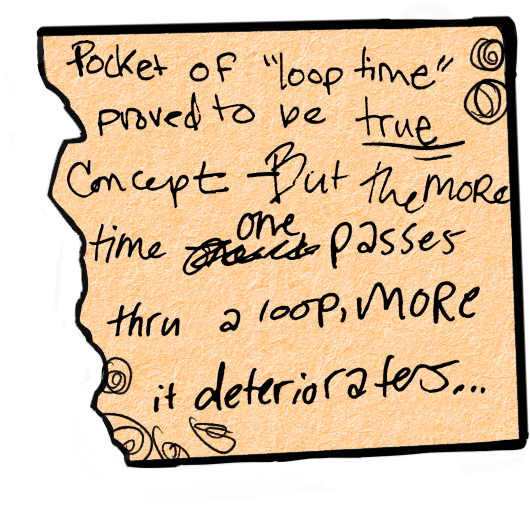 Pocket of "loop time"
proved to be true
Concept - But the MORE
time one passes
thru a loop, MORE
it deteriorates...